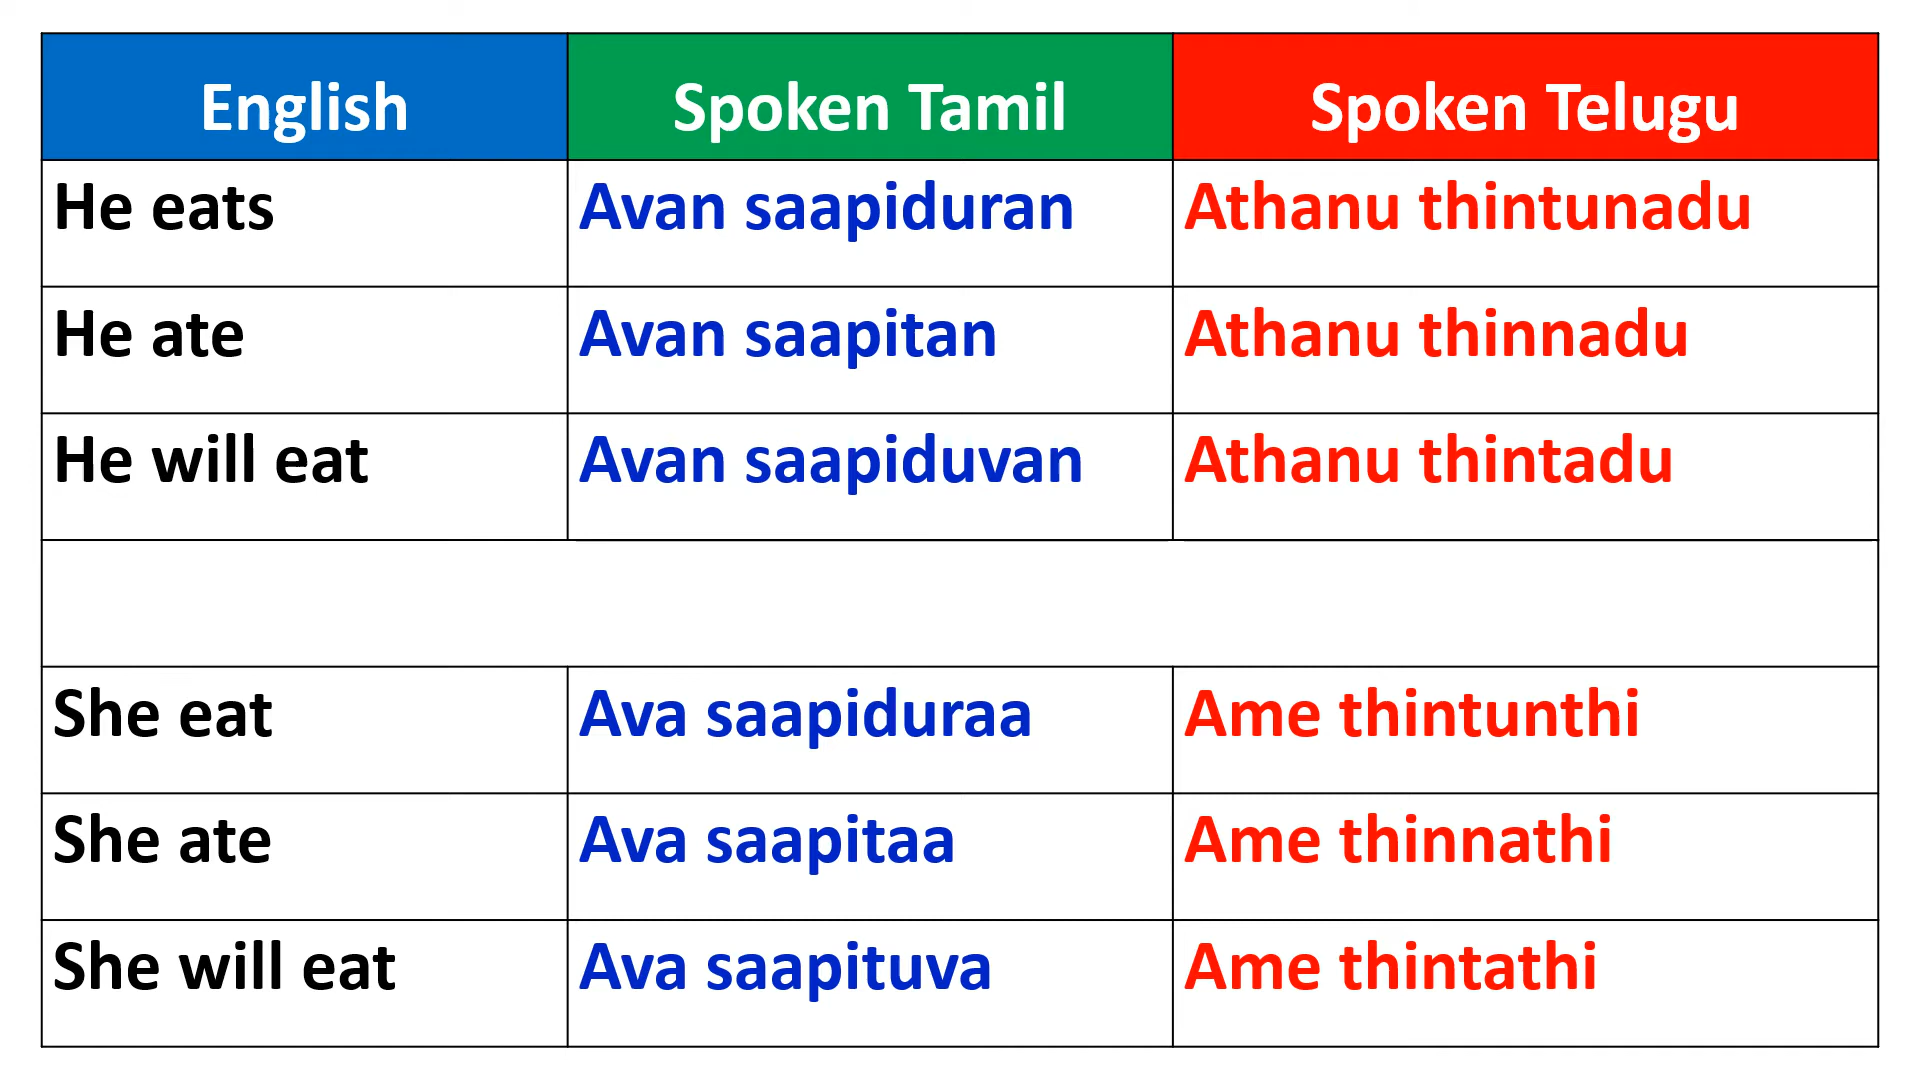 English Spoken Tamil Spoken Telugu
He eats Avan saapiduran Athanu thintunadu
He ate Avan saapitan Athanu thinnadu
He will eat Avan saapiduvan Athanu thintadu
She eat Ava saapiduraa Ame thintunthi
She ate Ava saapitaa Ame thinnathi
She will eat Ava saapituva Ame thintathi